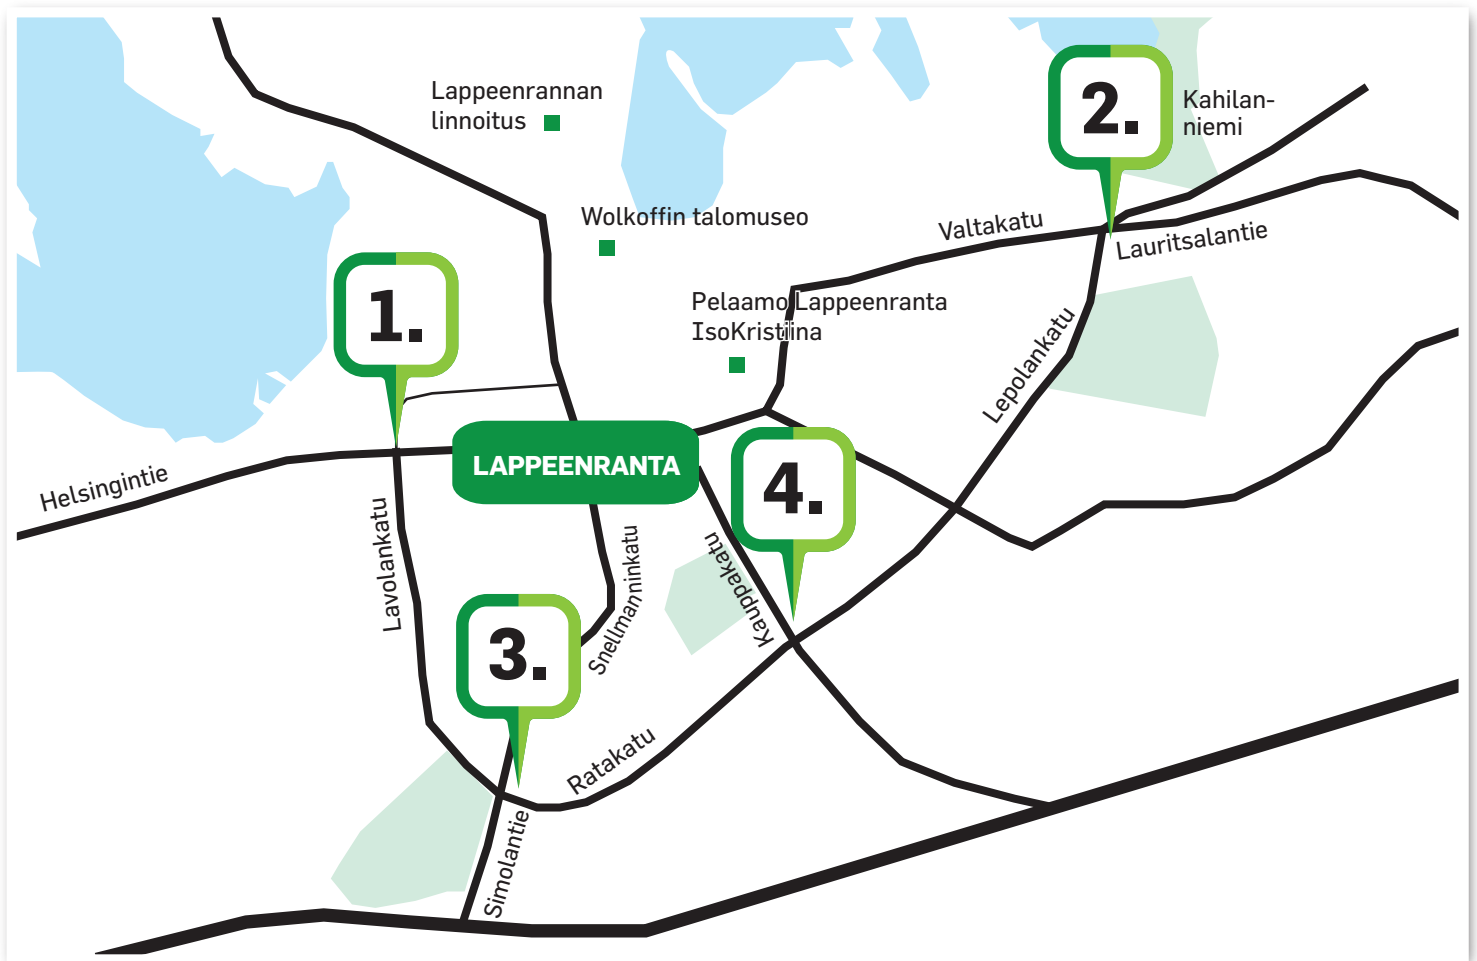 Lappeenrannan
linnoitus
2.
Kahilan-
niemi
Wolkoffin talomuseo
Valtakatu
Lauritsalantie
1.
Pelaamo Lappeenranta
IsoKristiina
Lepolankatu
LAPPEENRANTA
4.
Helsingintie
Lavolankatu
Snellmanninkatu
Kauppakatu
3.
Ratakatu
Simolantie